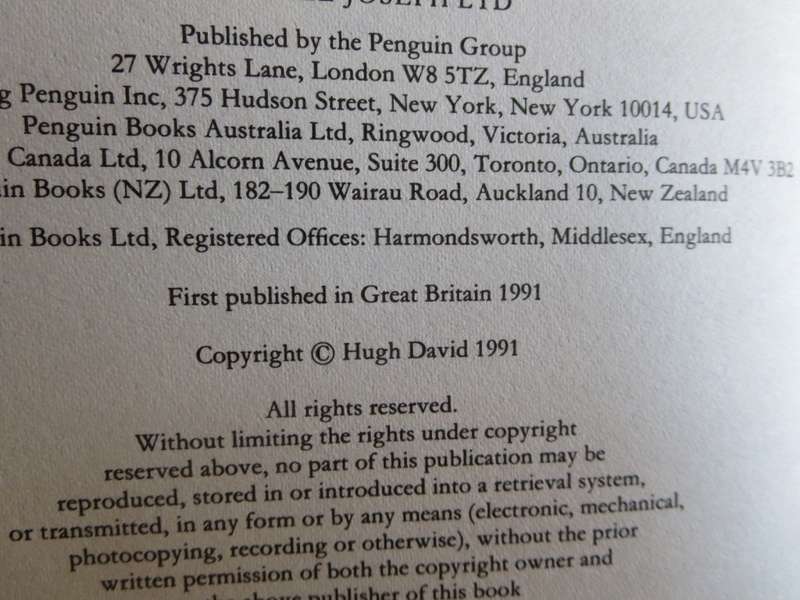 JOSEPH LTD
Published by the Penguin Group
27 Wrights Lane, London W8 5TZ, England
g Penguin Inc, 375 Hudson Street, New York, New York 10014, USA
Penguin Books Australia Ltd, Ringwood, Victoria, Australia
Canada Ltd, 10 Alcorn Avenue, Suite 300, Toronto, Ontario, Canada M4V 3B2
in Books (NZ) Ltd, 182–190 Wairau Road, Auckland 10, New Zealand
in Books Ltd, Registered Offices: Harmondsworth, Middlesex, England
First published in Great Britain 1991
Copyright © Hugh David 1991
All rights reserved.
Without limiting the rights under copyright
reserved above, no part of this publication may be
reproduced, stored in or introduced into a retrieval system,
or transmitted, in any form or by any means (electronic, mechanical,
photocopying, recording or otherwise), without the prior
written permission of both the copyright owner and
the above publisher of this book